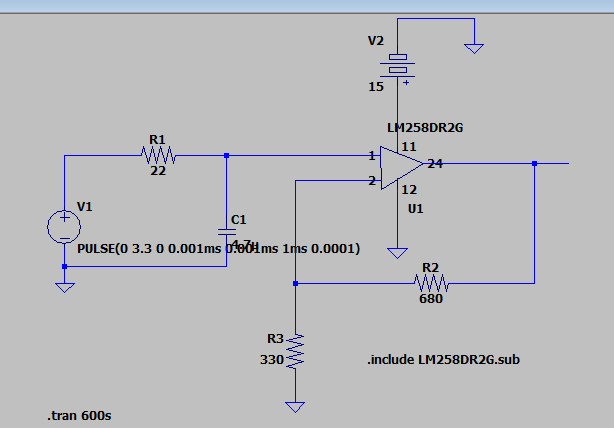 V2
+
15
LM258DR2G
R1
11
1
24
22
2
12
V1
U1
+
C1
4.7µ
PULSE(0 3.3 0 0.001ms 0.001ms 1ms 0.0001)
R2
680
R3
330
.include LM258DR2G.sub
.tran 600s